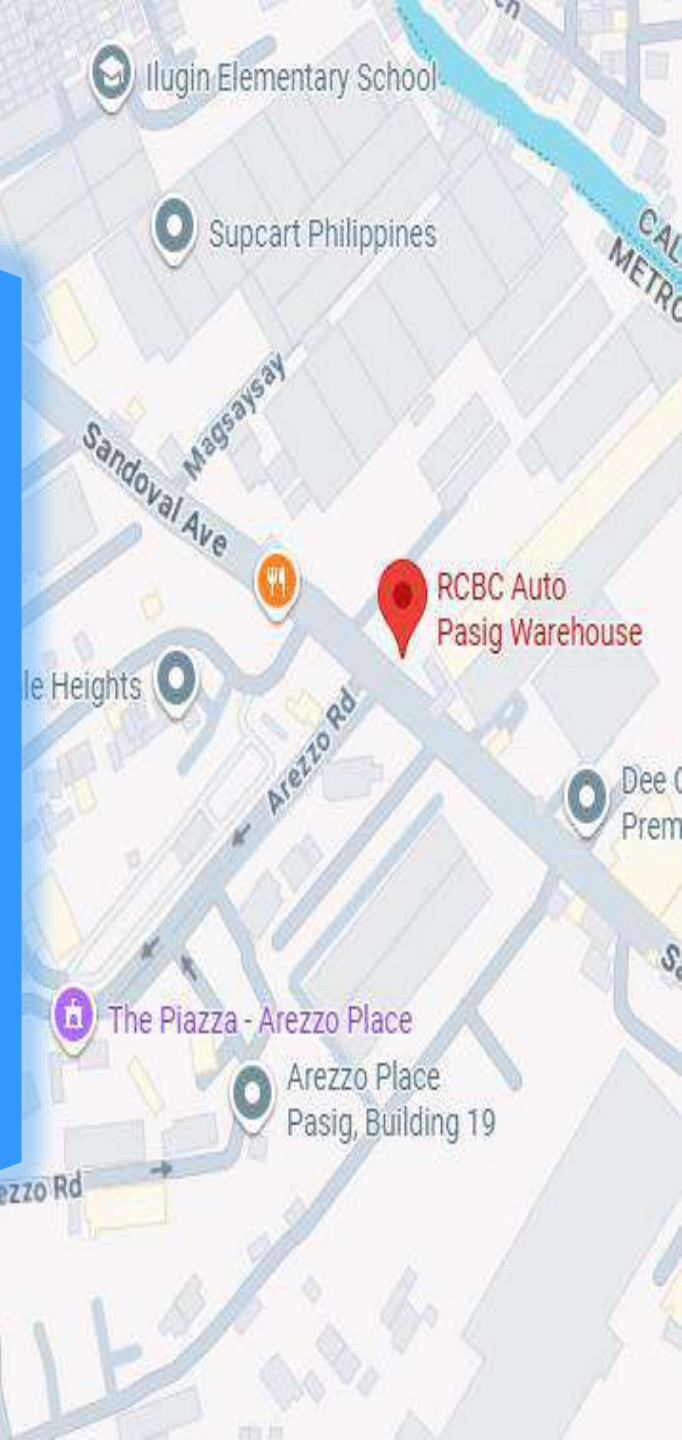 Ilugin Elementary School
Supcart Philippines
CAL
METRO
Magsaysay
Sandoval Ave
RCBC Auto
Pasig Warehouse
le Heights
Arezzo Rd
Dee C
Prem
Sa
The Piazza - Arezzo Place
Arezzo Place
Pasig, Building 19
ezzo Rd